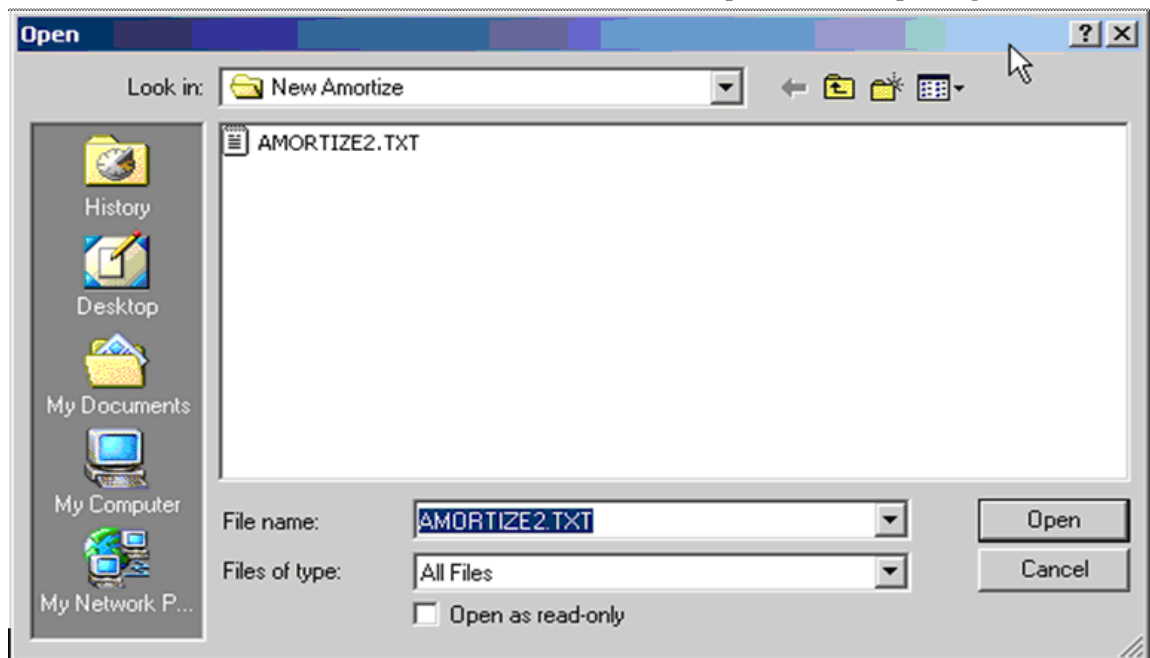 Open
Look in: New Amortize
AMORTIZE2.TXT
History
Desktop
My Documents
My Computer
My Network P...
File name: AMORTIZE2.TXT
Open
Files of type: All Files
Cancel
Open as read-only